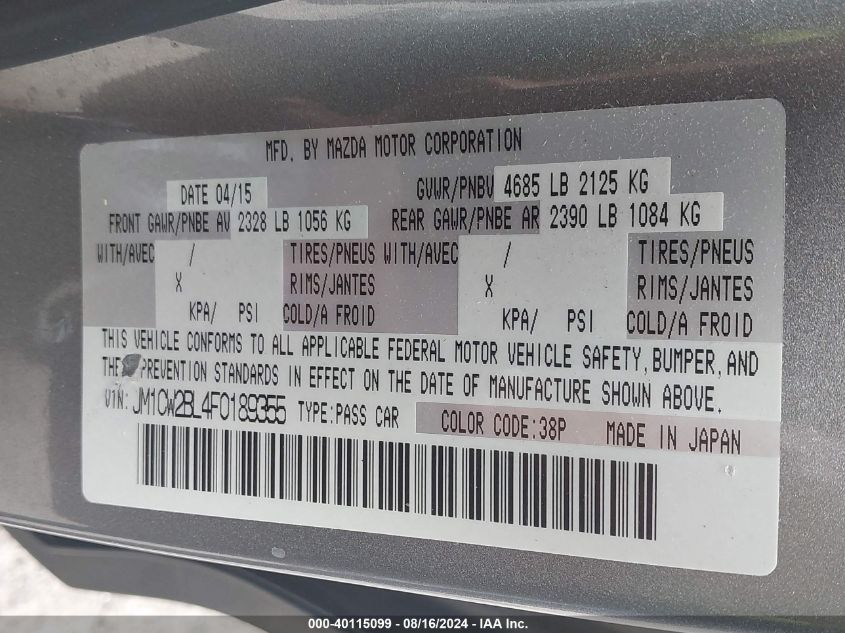 MFD. BY MAZDA MOTOR CORPORATION
DATE 04/15 GVWR/PNBV 4685 LB 2125 KG
FRONT GAWR/PNBE AV 2328 LB 1056 KG REAR GAWR/PNBE AR 2390 LB 1084 KG
WITH/AVEC / TIRES/PNEUS WITH/AVEC / TIRES/PNEUS
X RIMS/JANTES X RIMS/JANTES
KPA/ PSI COLD/A FROID KPA/ PSI COLD/A FROID
THIS VEHICLE CONFORMS TO ALL APPLICABLE FEDERAL MOTOR VEHICLE SAFETY, BUMPER, AND
PREVENTION STANDARDS IN EFFECT ON THE DATE OF MANUFACTURE SHOWN ABOVE.
VIN: JM1CW2BL4F0189355 TYPE:PASS CAR COLOR CODE:38P MADE IN JAPAN
000-40115099 - 08/16/2024 - IAA Inc.